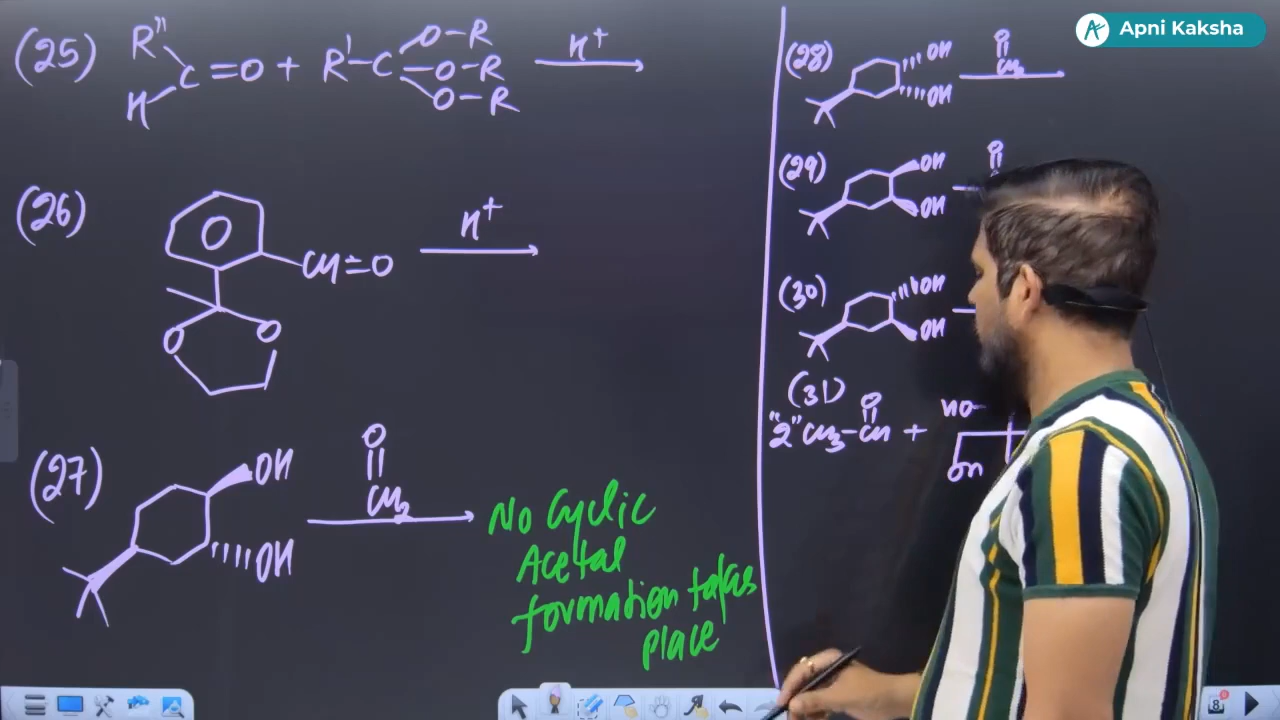 Apni Kaksha
(25) R" H C=O + R'-C O-R O-R O-R H+
(26) O CH=O H+
O O
(27) OH OH O CH2
No Cyclic
Acetal
formation takes
place
(28) OH OH O CH2
(29) OH OH O
(30) OH OH
(31)
"2" CH3-CH O + HO OH
8